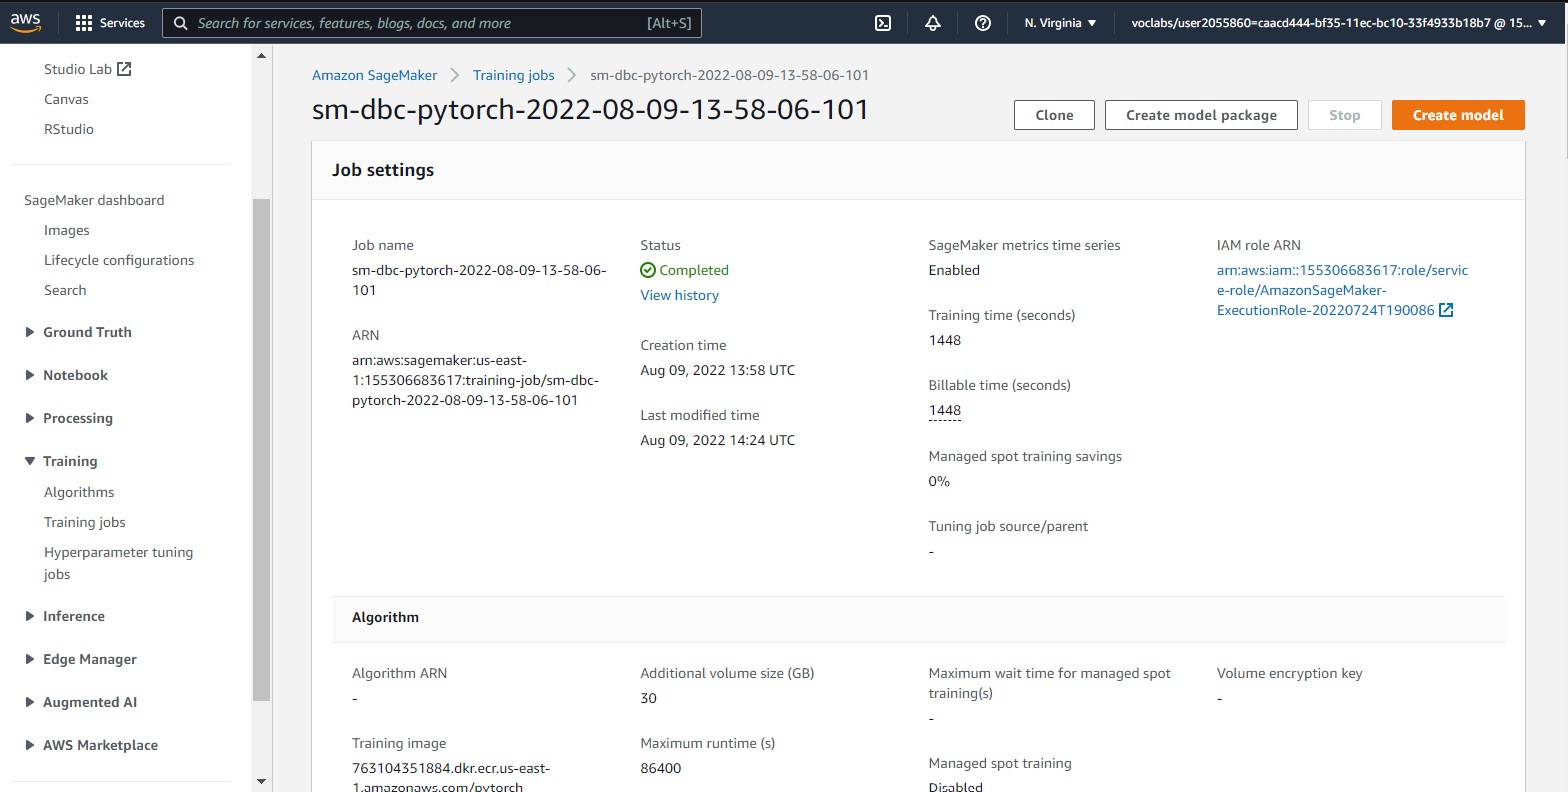 aws
Services
Search for services, features, blogs, docs, and more
[Alt+S]
N. Virginia
voclabs/user2055860=caacd444-bf35-11ec-bc10-33f4933b18b7 @ 15...
Studio Lab
Canvas
RStudio
SageMaker dashboard
Images
Lifecycle configurations
Search
Ground Truth
Notebook
Processing
Training
Algorithms
Training jobs
Hyperparameter tuning
jobs
Inference
Edge Manager
Augmented AI
AWS Marketplace
Amazon SageMaker
Training jobs
sm-dbc-pytorch-2022-08-09-13-58-06-101
sm-dbc-pytorch-2022-08-09-13-58-06-101
Clone
Create model package
Stop
Create model
Job settings
Job name
sm-dbc-pytorch-2022-08-09-13-58-06-
101
ARN
arn:aws:sagemaker:us-east-
1:155306683617:training-job/sm-dbc-
pytorch-2022-08-09-13-58-06-101
Status
Completed
View history
Creation time
Aug 09, 2022 13:58 UTC
Last modified time
Aug 09, 2022 14:24 UTC
SageMaker metrics time series
Enabled
Training time (seconds)
1448
Billable time (seconds)
1448
Managed spot training savings
0%
Tuning job source/parent
-
IAM role ARN
arn:aws:iam::155306683617:role/servic
e-role/AmazonSageMaker-
ExecutionRole-20220724T190086
Algorithm
Algorithm ARN
-
Training image
763104351884.dkr.ecr.us-east-
1.amazonaws.com/pytorch
Additional volume size (GB)
30
Maximum runtime (s)
86400
Maximum wait time for managed spot
training(s)
-
Managed spot training
Disabled
Volume encryption key
-